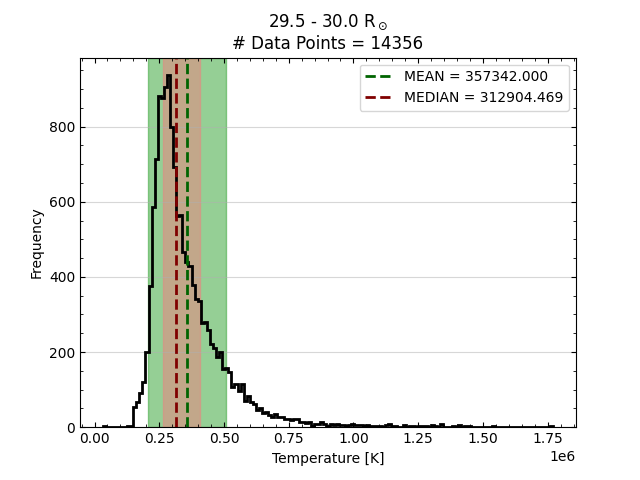 29.5 - 30.0 R⊙
# Data Points = 14356
MEAN = 357342.000
MEDIAN = 312904.469
Frequency
800
600
400
200
0
0.00 0.25 0.50 0.75 1.00 1.25 1.50 1.75
1e6
Temperature [K]